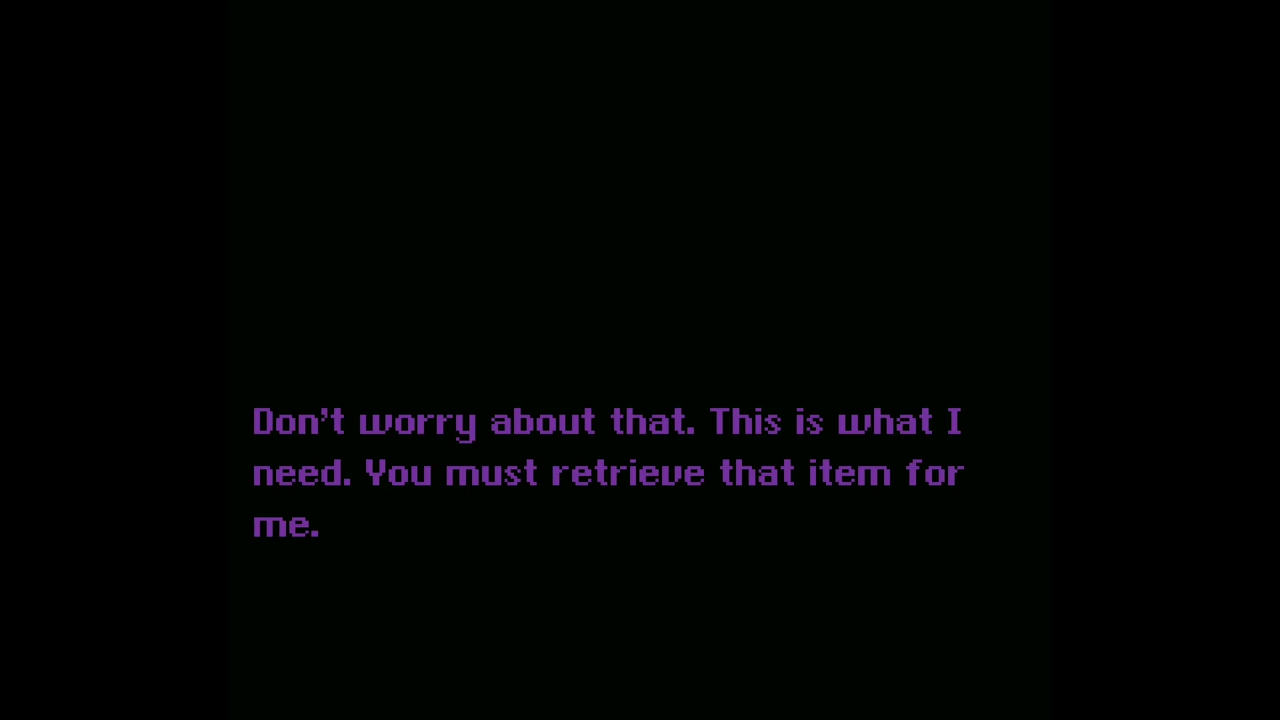 Don't worry about that. This is what I
need. You must retrieve that item for
me.